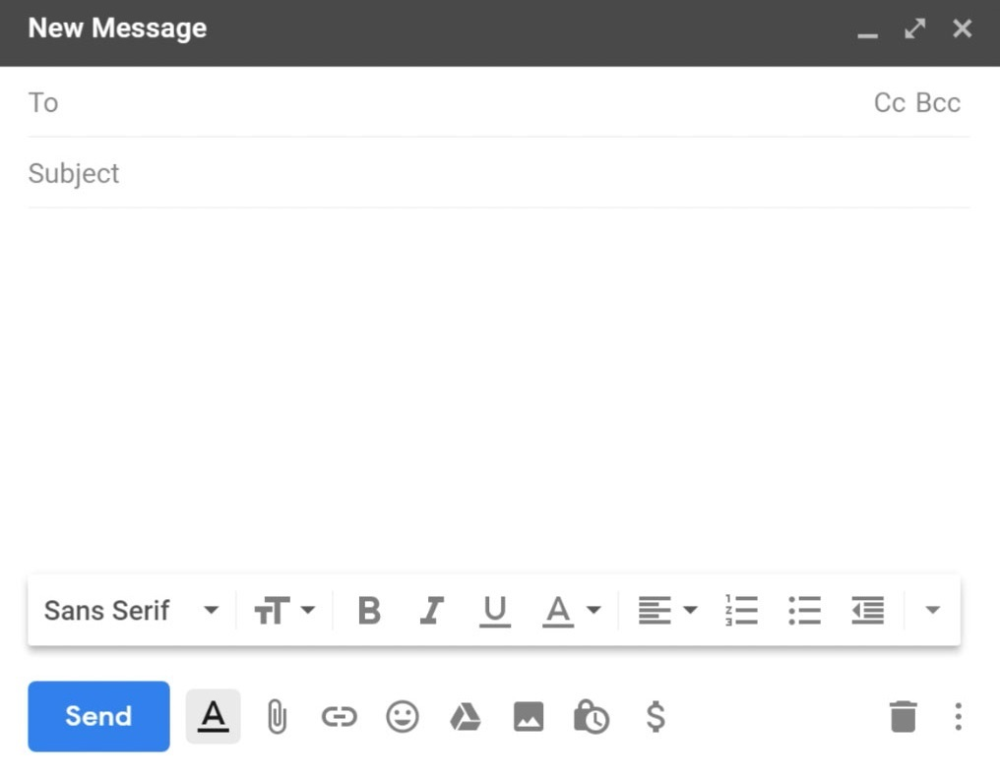 New Message
To Cc Bcc
Subject
Sans Serif
Send